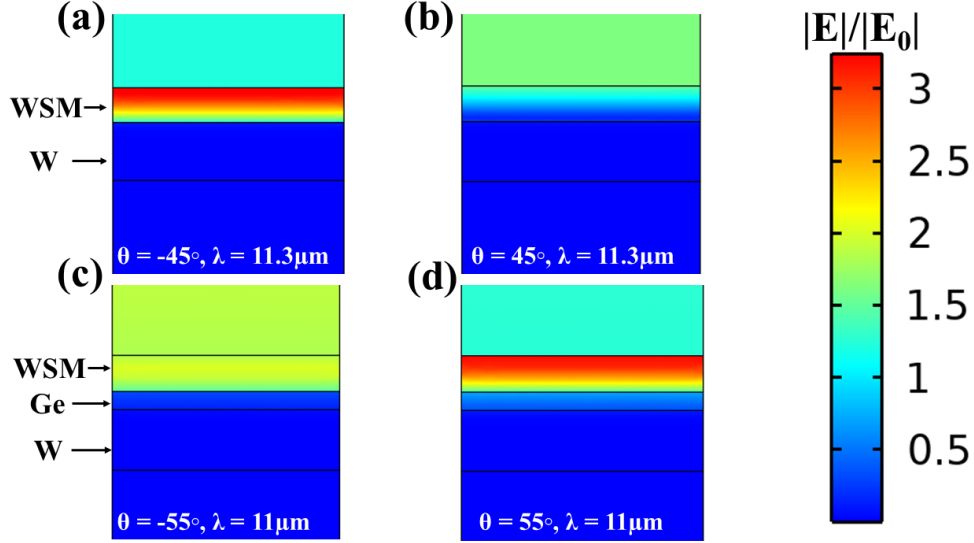 (a)
(b)
|E|/|E₀|
WSM
W
θ = -45°, λ = 11.3μm
θ = 45°, λ = 11.3μm
3
2.5
2
1.5
1
0.5
(c)
(d)
WSM
Ge
W
θ = -55°, λ = 11μm
θ = 55°, λ = 11μm